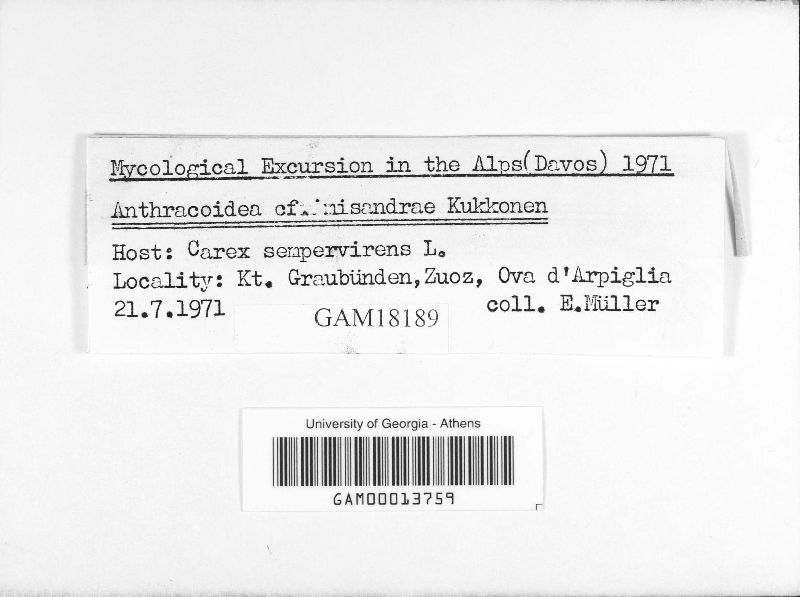 Mycological Excursion in the Alps(Davos) 1971
Anthracoidea cf. misandrae Kukkonen
Host: Carex sempervirens L.
Locality: Kt. Graubünden,Zuoz, Ova d'Arpiglia
21.7.1971 coll. E.Müller
GAM18189
University of Georgia - Athens
GAM00013759